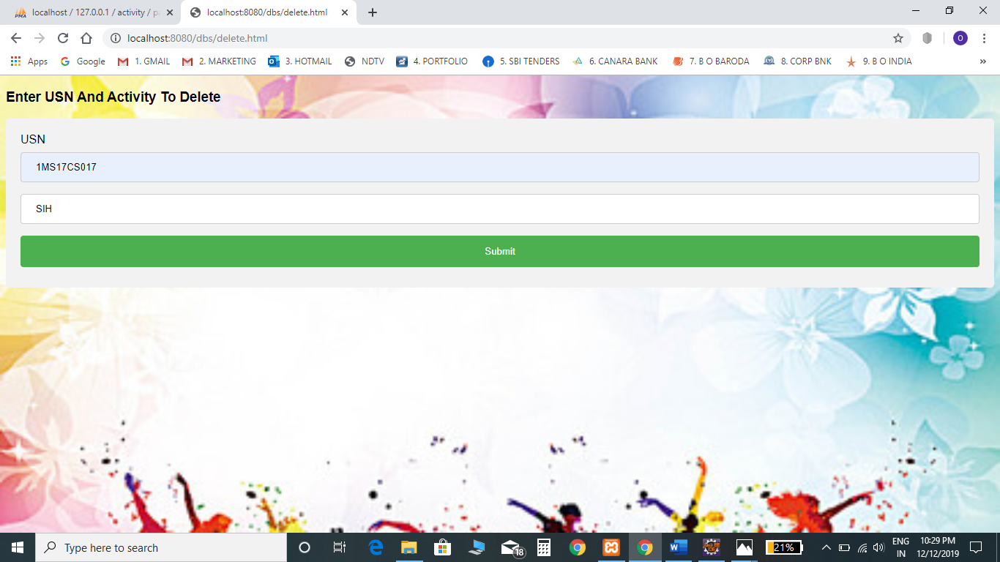 localhost / 127.0.0.1 / activity / p
localhost:8080/dbs/delete.html
localhost:8080/dbs/delete.html
O
Apps
Google
1. GMAIL
2. MARKETING
3. HOTMAIL
NDTV
4. PORTFOLIO
5. SBI TENDERS
6. CANARA BANK
7. B O BARODA
8. CORP BNK
9. B O INDIA
Enter USN And Activity To Delete
USN
1MS17CS017
SIH
Submit
Type here to search
18
21%
ENG
IN
10:29 PM
12/12/2019